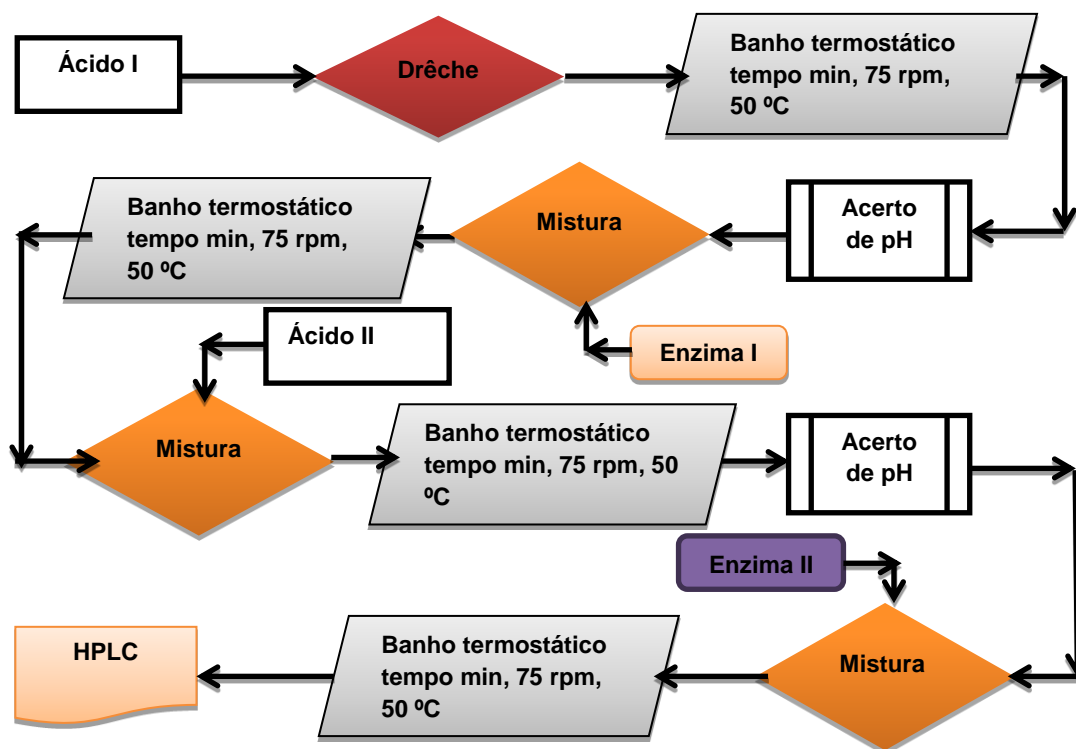 Ácido I
Drêche
Banho termostático
tempo min, 75 rpm,
50 ºC
Acerto
de pH
Mistura
Banho termostático
tempo min, 75 rpm,
50 ºC
Enzima I
Ácido II
Mistura
Banho termostático
tempo min, 75 rpm, 50
ºC
Acerto
de pH
Enzima II
Mistura
Banho termostático
tempo min, 75 rpm,
50 ºC
HPLC